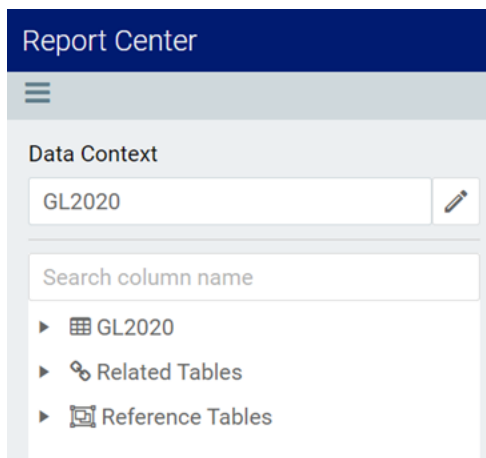 Report Center
Data Context
GL2020
Search column name
GL2020
Related Tables
Reference Tables